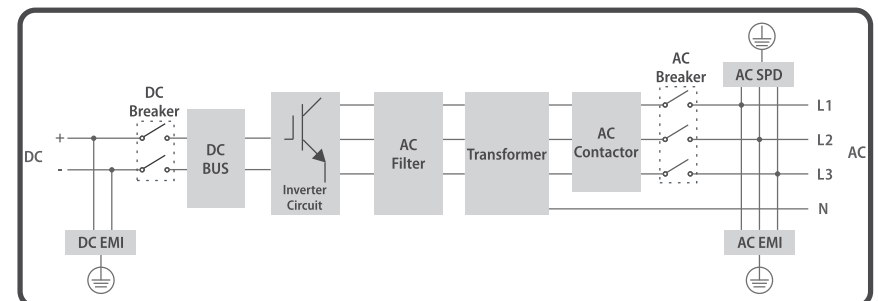 DC
+
-
DC
Breaker
DC
BUS
DC EMI
Inverter
Circuit
AC
Filter
Transformer
AC
Contactor
AC
Breaker
AC SPD
L1
L2
L3
N
AC
AC EMI